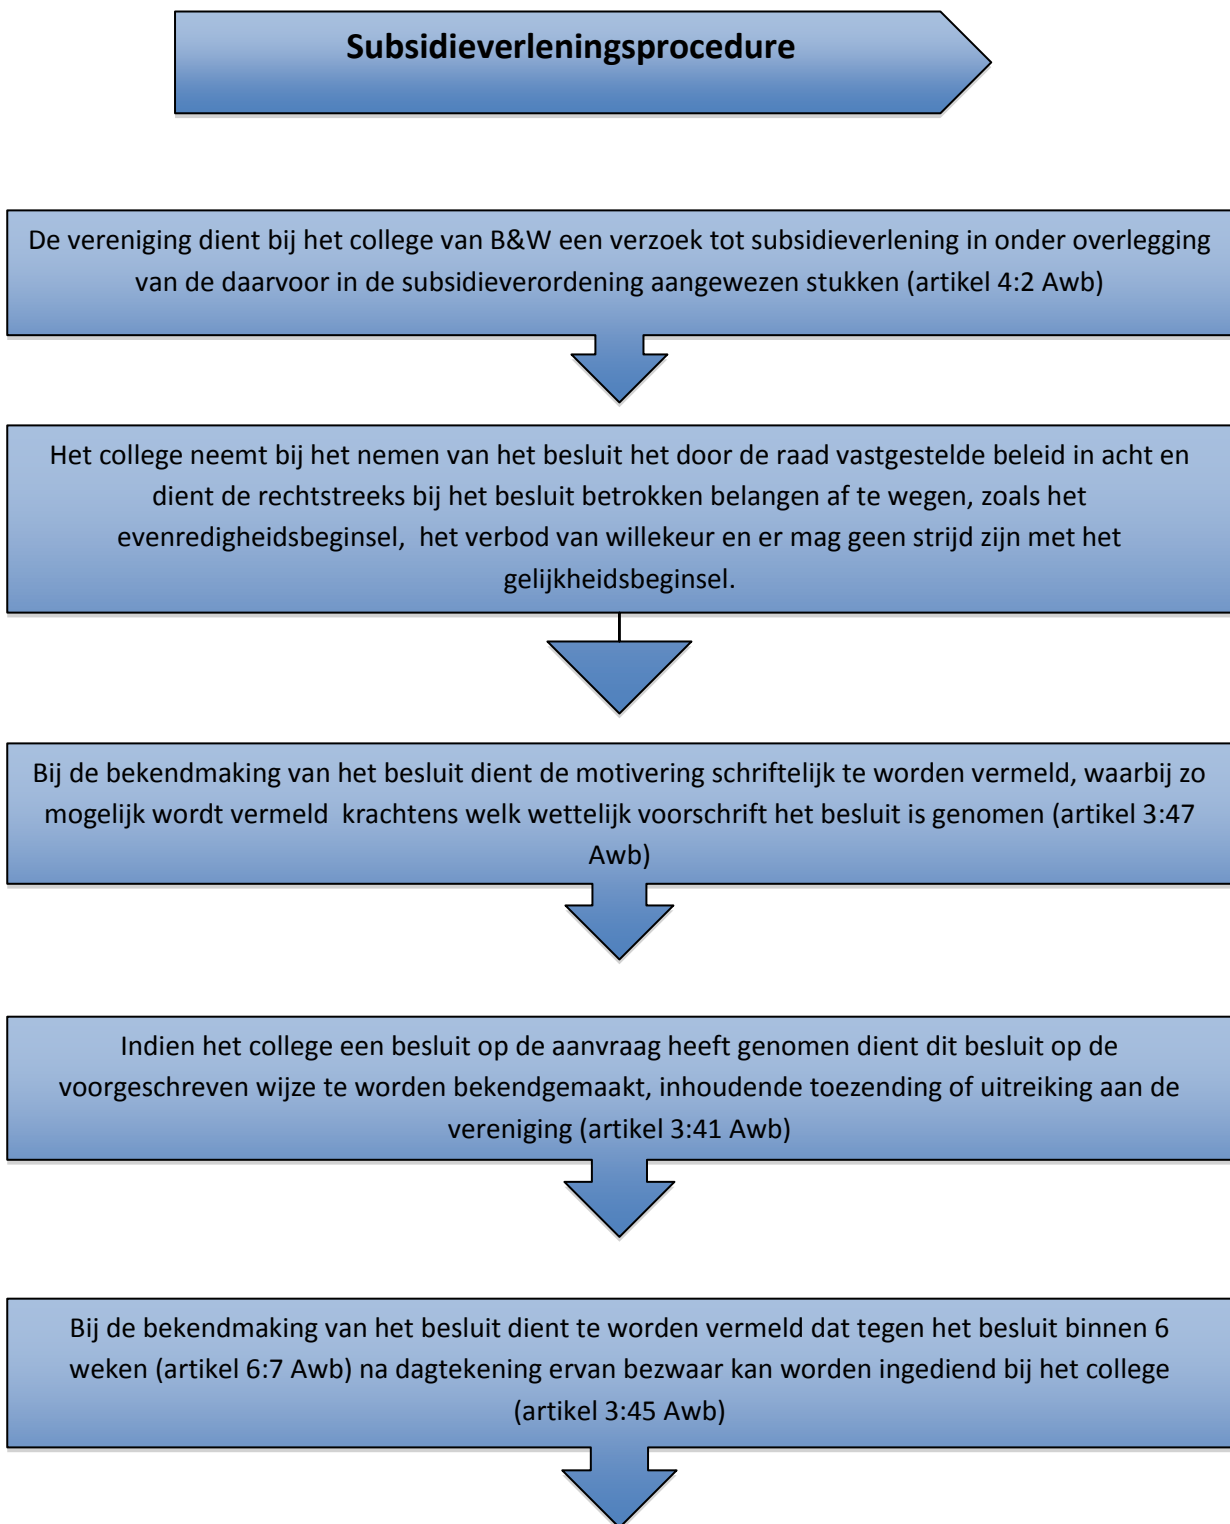 Subsidieverleningsprocedure
De vereniging dient bij het college van B&W een verzoek tot subsidieverlening in onder overlegging
van de daarvoor in de subsidieverordening aangewezen stukken (artikel 4:2 Awb)
Het college neemt bij het nemen van het besluit het door de raad vastgestelde beleid in acht en
dient de rechtstreeks bij het besluit betrokken belangen af te wegen, zoals het
evenredigheidsbeginsel,  het verbod van willekeur en er mag geen strijd zijn met het
gelijkheidsbeginsel.
Bij de bekendmaking van het besluit dient de motivering schriftelijk te worden vermeld, waarbij zo
mogelijk wordt vermeld  krachtens welk wettelijk voorschrift het besluit is genomen (artikel 3:47
Awb)
Indien het college een besluit op de aanvraag heeft genomen dient dit besluit op de
voorgeschreven wijze te worden bekendgemaakt, inhoudende toezending of uitreiking aan de
vereniging (artikel 3:41 Awb)
Bij de bekendmaking van het besluit dient te worden vermeld dat tegen het besluit binnen 6
weken (artikel 6:7 Awb) na dagtekening ervan bezwaar kan worden ingediend bij het college
(artikel 3:45 Awb)